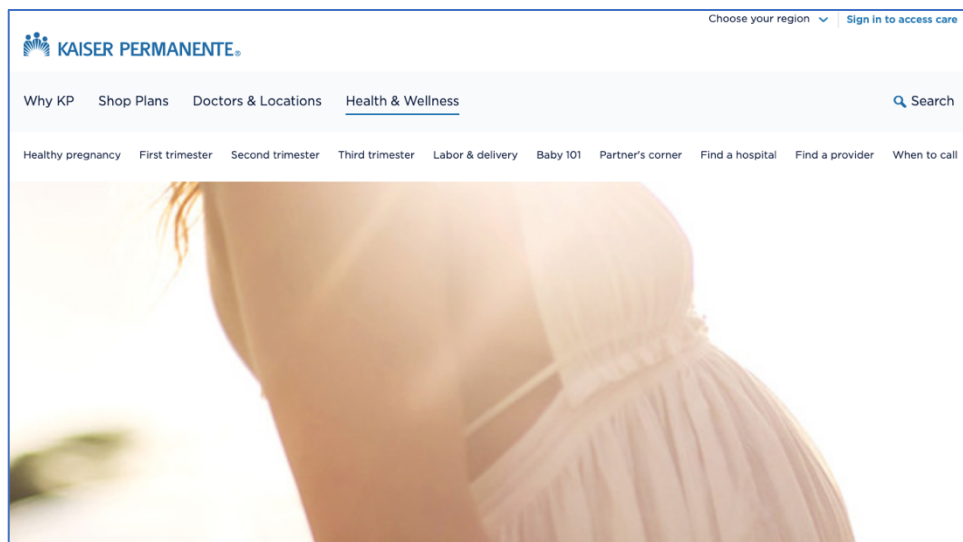 Choose your region Sign in to access care
KAISER PERMANENTE®
Why KP Shop Plans Doctors & Locations Health & Wellness Search
Healthy pregnancy First trimester Second trimester Third trimester Labor & delivery Baby 101 Partner's corner Find a hospital Find a provider When to call